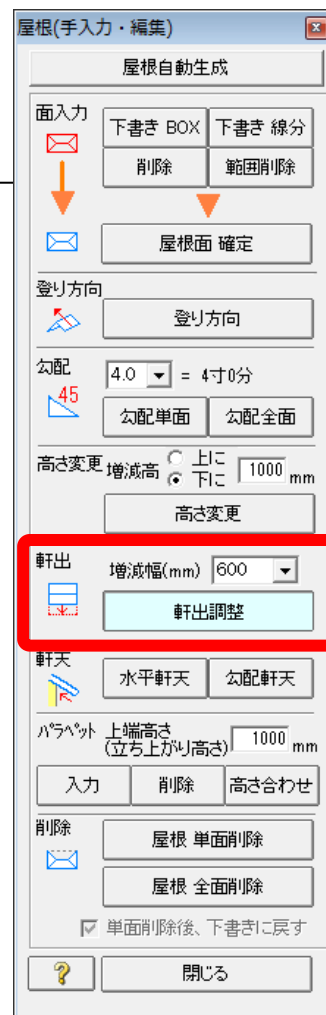 屋根(手入力・編集)
屋根自動生成
面入力
下書き BOX 下書き 線分
削除 範囲削除
屋根面 確定
登り方向
登り方向
勾配
4.0 = 4寸0分
45
勾配単面 勾配全面
高さ変更 増減高 上に 下に 1000 mm
高さ変更
軒出
増減幅(mm) 600
軒出調整
軒天
水平軒天 勾配軒天
パラペット 上端高さ
(立ち上がり高さ) 1000 mm
入力 削除 高さ合わせ
削除
屋根 単面削除
屋根 全面削除
単面削除後、下書きに戻す
? 閉じる